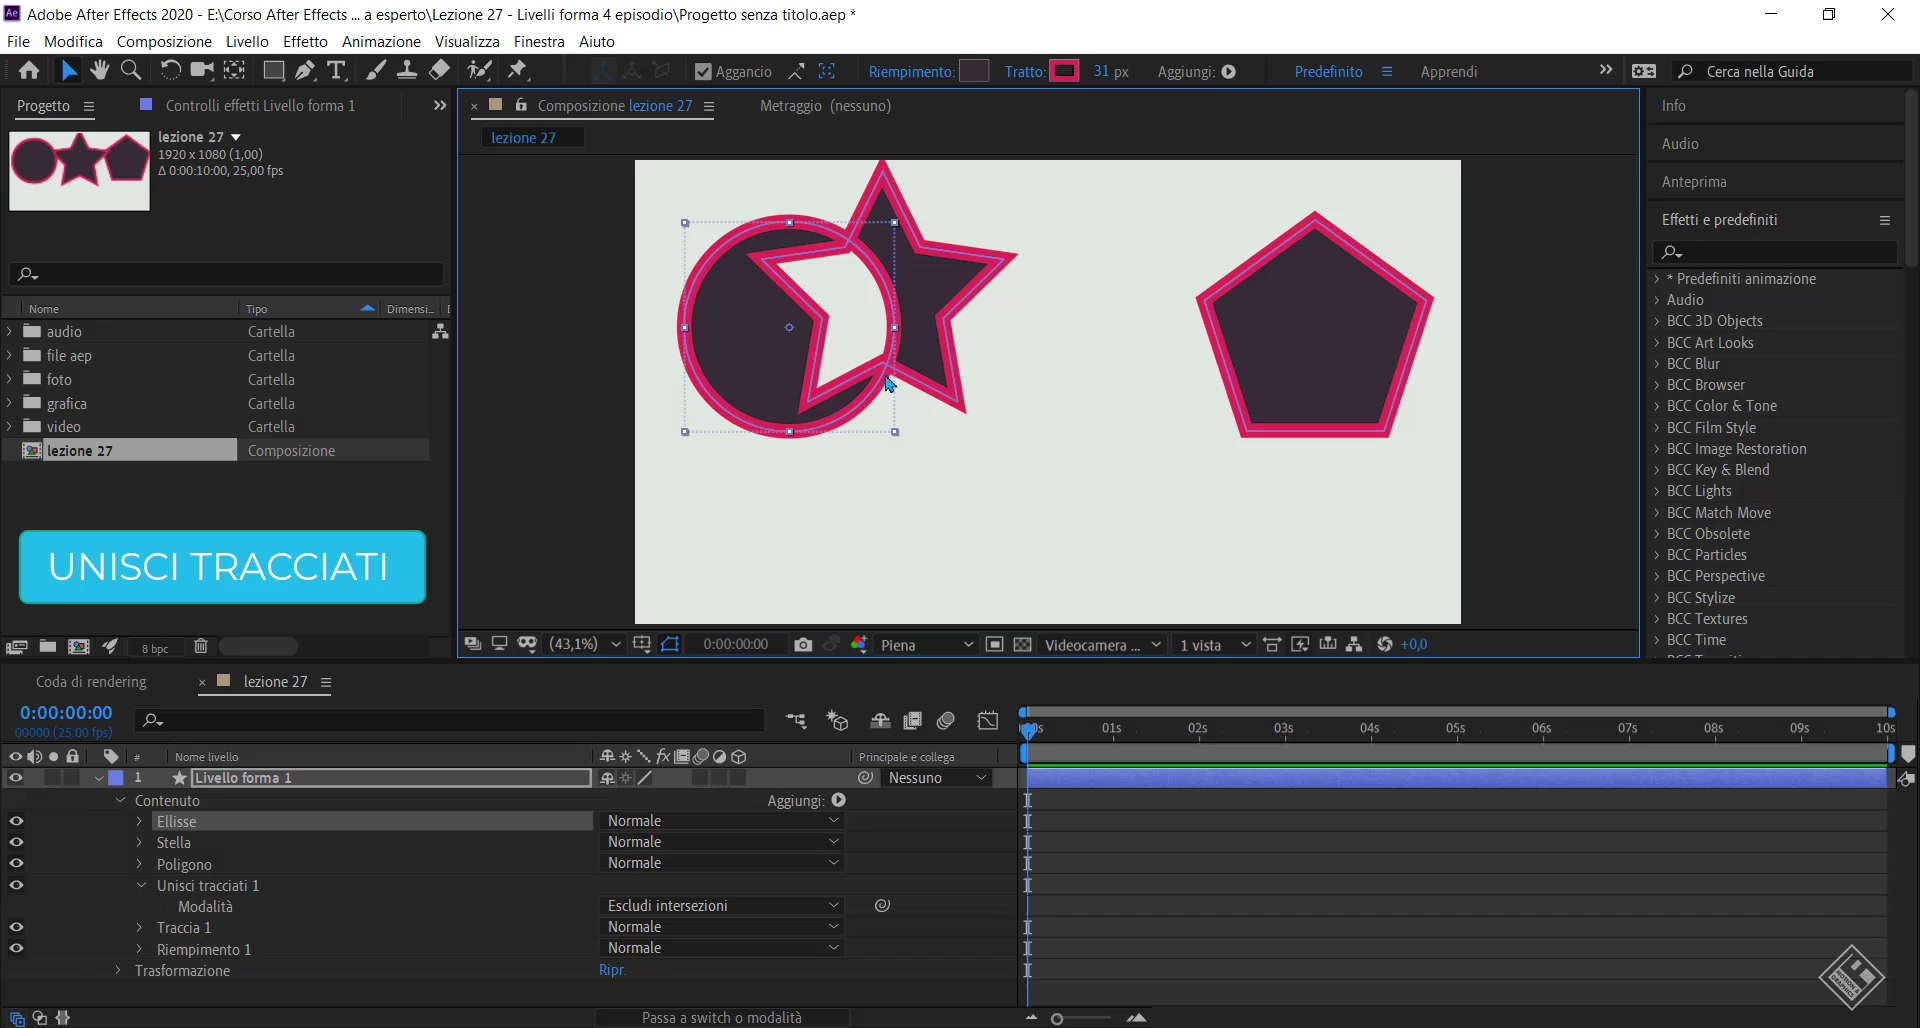 Adobe After Effects 2020 - E:\Corso After Effects ... a esperto\Lezione 27 - Livelli forma 4 episodio\Progetto senza titolo.aep *
File Modifica Composizione Livello Effetto Animazione Visualizza Finestra Aiuto
Aggancio Riempimento: Tratto: 31 px Aggiungi: Predefinito Apprendi Cerca nella Guida
Progetto Controlli effetti Livello forma 1
Composizione lezione 27 Metraggio (nessuno)
lezione 27
lezione 27
1920 x 1080 (1,00)
Δ 0:00:10:00, 25,00 fps
Nome Tipo Dimensi...
audio Cartella
file aep Cartella
foto Cartella
grafica Cartella
video Cartella
lezione 27 Composizione
UNISCI TRACCIATI
8 bpc
(43,1%) 0:00:00:00 Piena Videocamera ... 1 vista +0,0
Info
Audio
Anteprima
Effetti e predefiniti
* Predefiniti animazione
Audio
BCC 3D Objects
BCC Art Looks
BCC Blur
BCC Browser
BCC Color & Tone
BCC Film Style
BCC Image Restoration
BCC Key & Blend
BCC Lights
BCC Match Move
BCC Obsolete
BCC Particles
BCC Perspective
BCC Stylize
BCC Textures
BCC Time
Coda di rendering lezione 27
0:00:00:00
00000 (25.00 fps)
01s 02s 03s 04s 05s 06s 07s 08s 09s 10s
# Nome livello Principale e collega
1 Livello forma 1 Nessuno
Contenuto Aggiungi:
Ellisse Normale
Stella Normale
Poligono Normale
Unisci tracciati 1
Modalità Escludi intersezioni
Traccia 1 Normale
Riempimento 1 Normale
Trasformazione Ripr.
Passa a switch o modalità